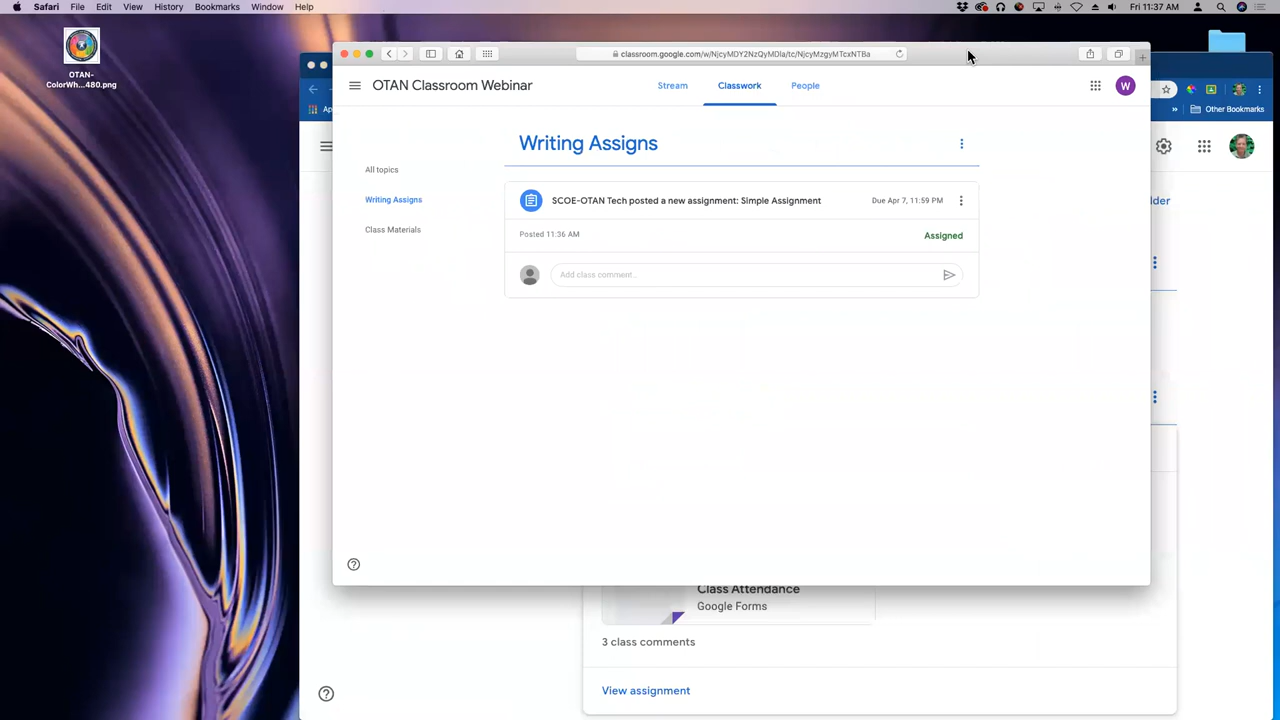 Safari File Edit View History Bookmarks Window Help
Fri 11:37 AM
OTAN-
ColorWh...480.png
classroom.google.com/w/NjcyMDY2NzQyMDIa/tc/NjcyMzgyMTcxNTBa
OTAN Classroom Webinar
Stream Classwork People
W
Ap
Other Bookmarks
Writing Assigns
All topics
Writing Assigns
Class Materials
SCOE-OTAN Tech posted a new assignment: Simple Assignment
Due Apr 7, 11:59 PM
Posted 11:36 AM
Assigned
Add class comment...
lder
Class Attendance
Google Forms
3 class comments
View assignment